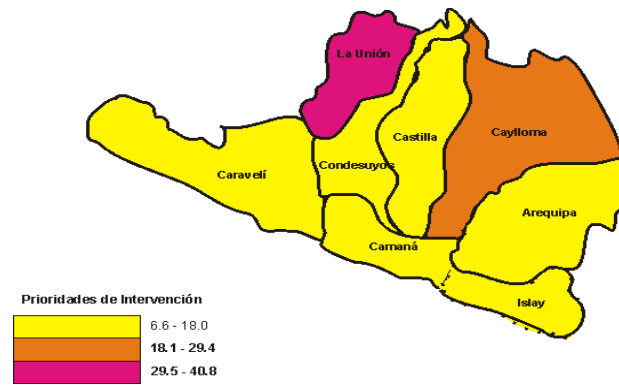 La Unión
Castilla
Caylloma
Condesuyos
Caravelí
Arequipa
Camaná
Islay
Prioridades de Intervención
6.6 - 18.0
18.1 - 29.4
29.5 - 40.8